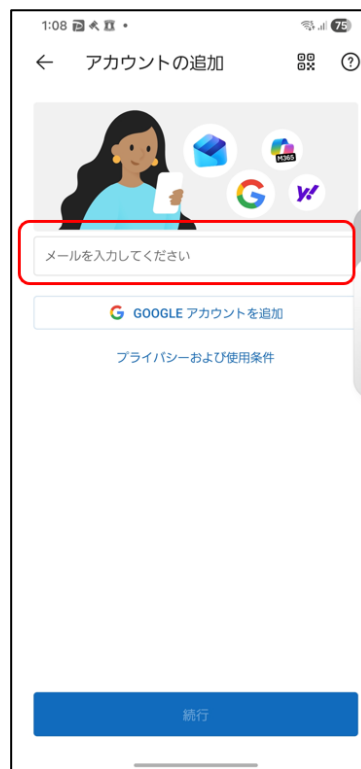 1:08
75
アカウントの追加
M365
メールを入力してください
GOOGLE アカウントを追加
プライバシーおよび使用条件
続行